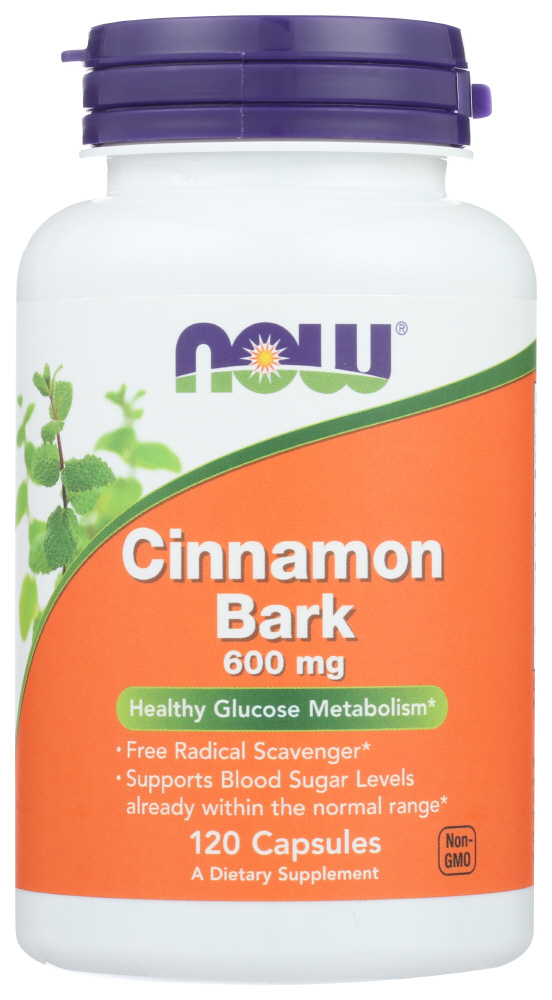 now®
Cinnamon
Bark
600 mg
Healthy Glucose Metabolism*
• Free Radical Scavenger*
• Supports Blood Sugar Levels
already within the normal range*
120 Capsules
A Dietary Supplement
Non-
GMO